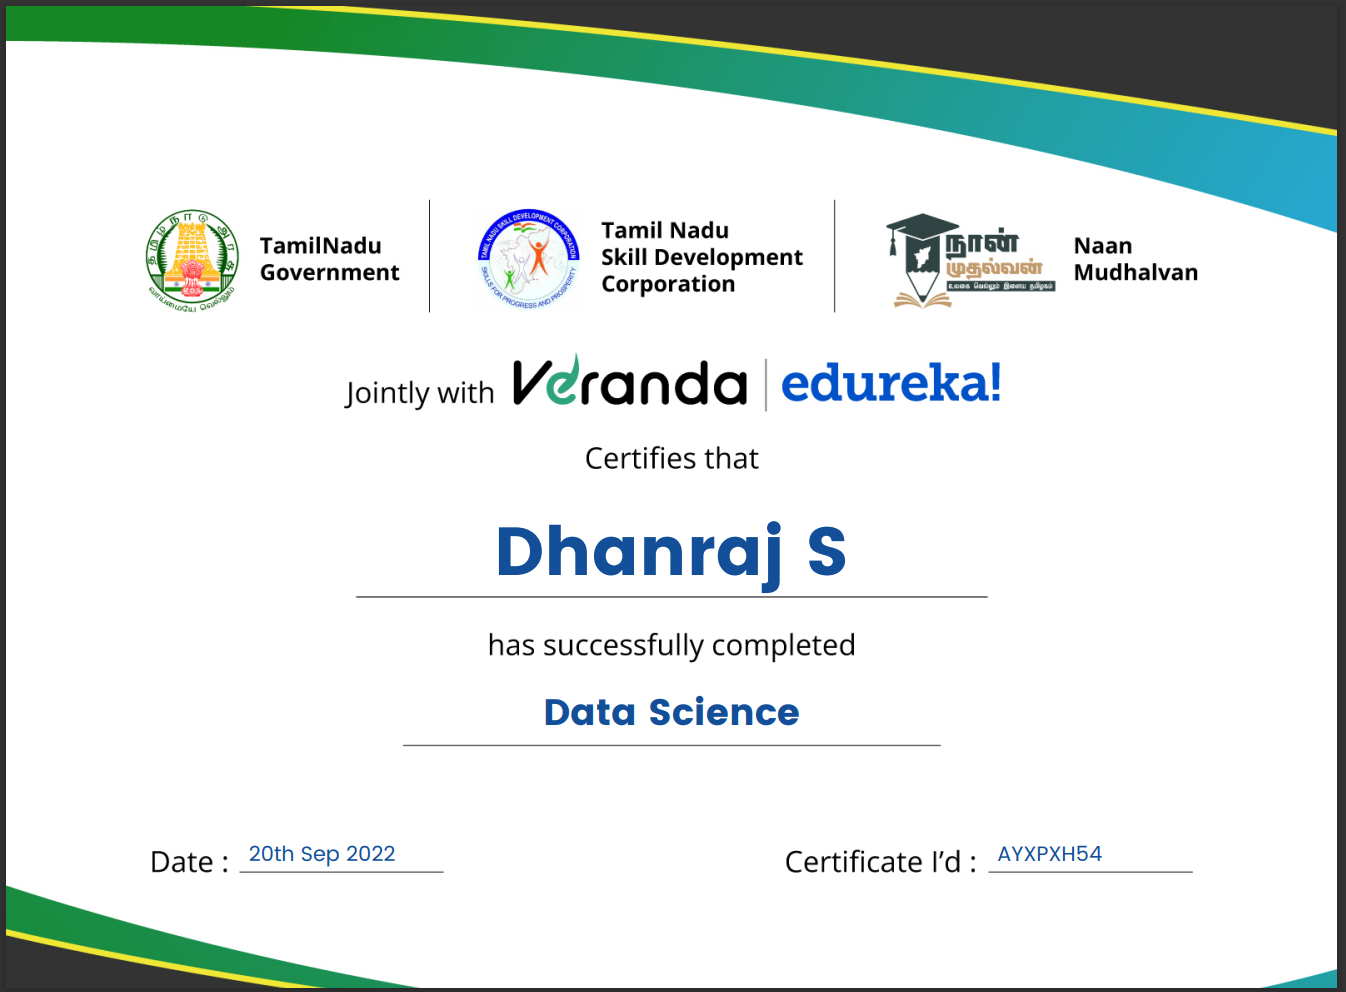 தமிழ் நாடு அரசு
வாய்மையே வெல்லும்
TamilNadu
Government
TAMIL NADU SKILL DEVELOPMENT CORPORATION
SKILLS FOR PROGRESS AND PROSPERITY
Tamil Nadu
Skill Development
Corporation
நான்
முதல்வன்
உலகை வெல்லும் இளைய தமிழகம்
Naan
Mudhalvan
Jointly with Veranda edureka!
Certifies that
Dhanraj S
has successfully completed
Data Science
Date : 20th Sep 2022
Certificate I’d : AYXPXH54